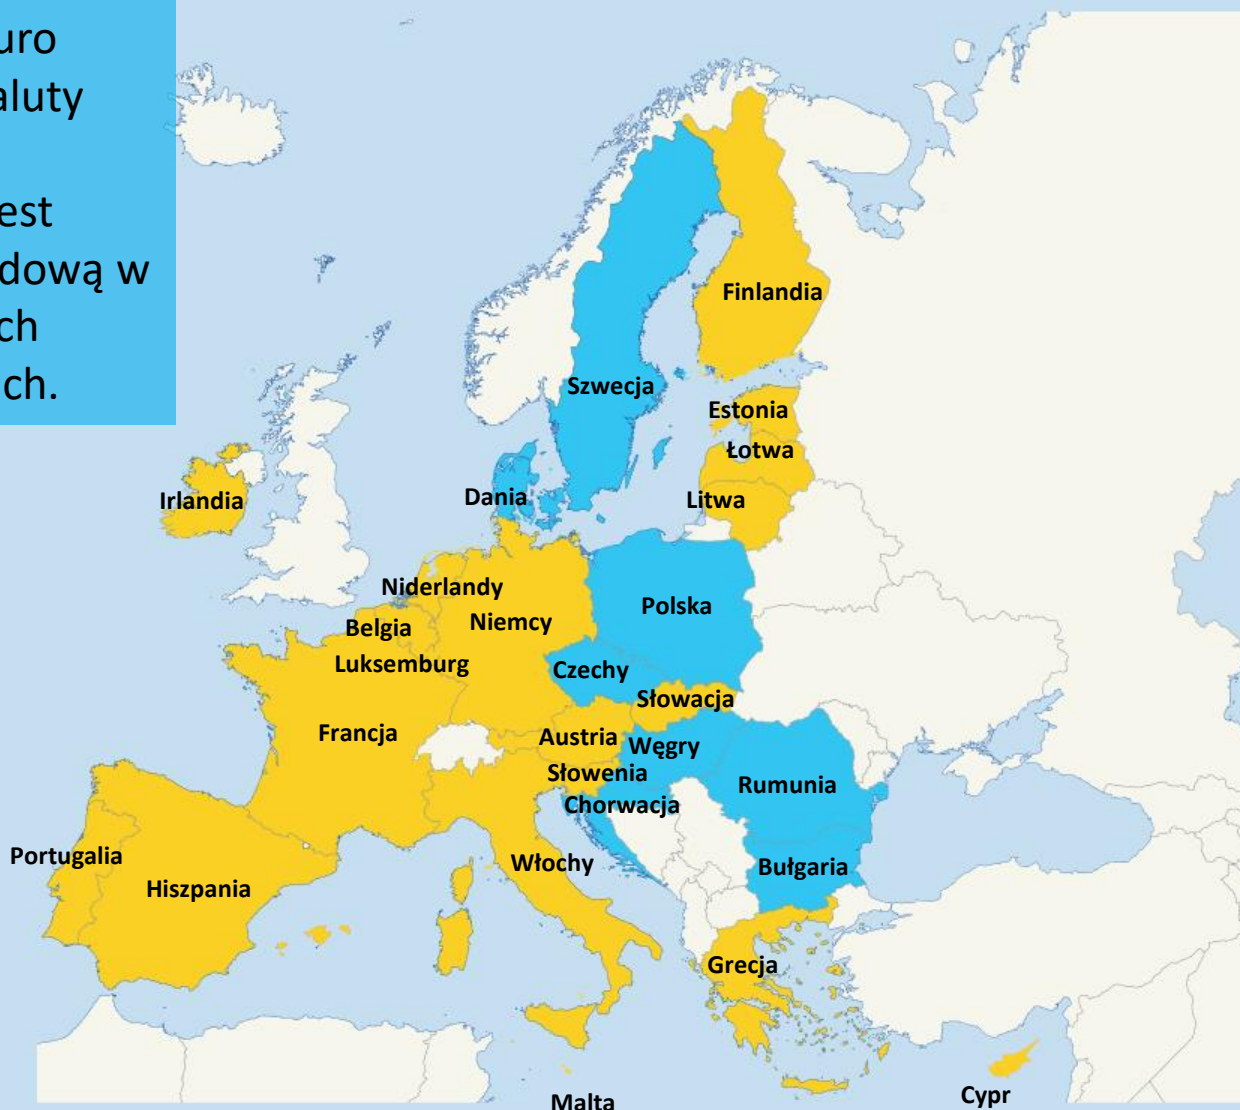 uro
aluty
est
dową w
ch
ch.
Finlandia
Szwecja
Estonia
Łotwa
Irlandia
Dania
Litwa
Niderlandy
Polska
Belgia
Niemcy
Luksemburg
Czechy
Słowacja
Francja
Austria
Węgry
Słowenia
Rumunia
Chorwacja
Portugalia
Włochy
Bułgaria
Hiszpania
Grecja
Malta
Cypr